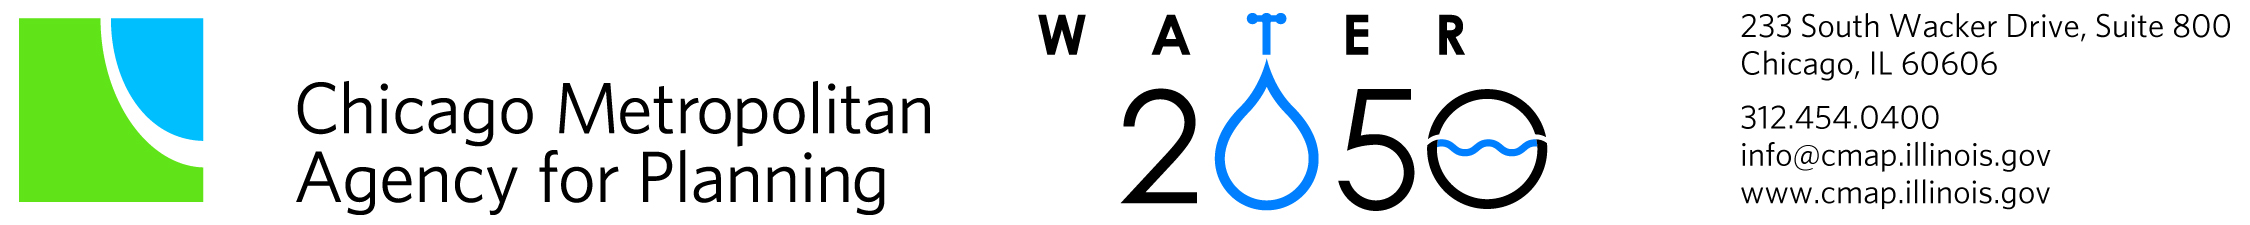 Chicago Metropolitan
Agency for Planning
WATER
2050
233 South Wacker Drive, Suite 800
Chicago, IL 60606
312.454.0400
info@cmap.illinois.gov
www.cmap.illinois.gov